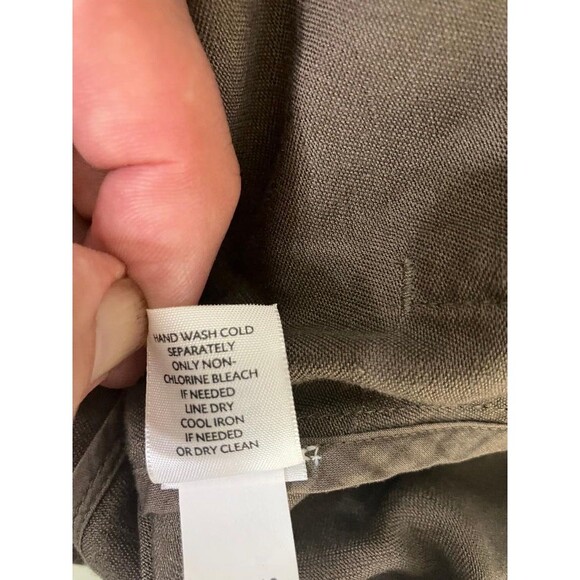 HAND WASH COLD
SEPARATELY
ONLY NON-
CHLORINE BLEACH
IF NEEDED
LINE DRY
COOL IRON
IF NEEDED
OR DRY CLEAN